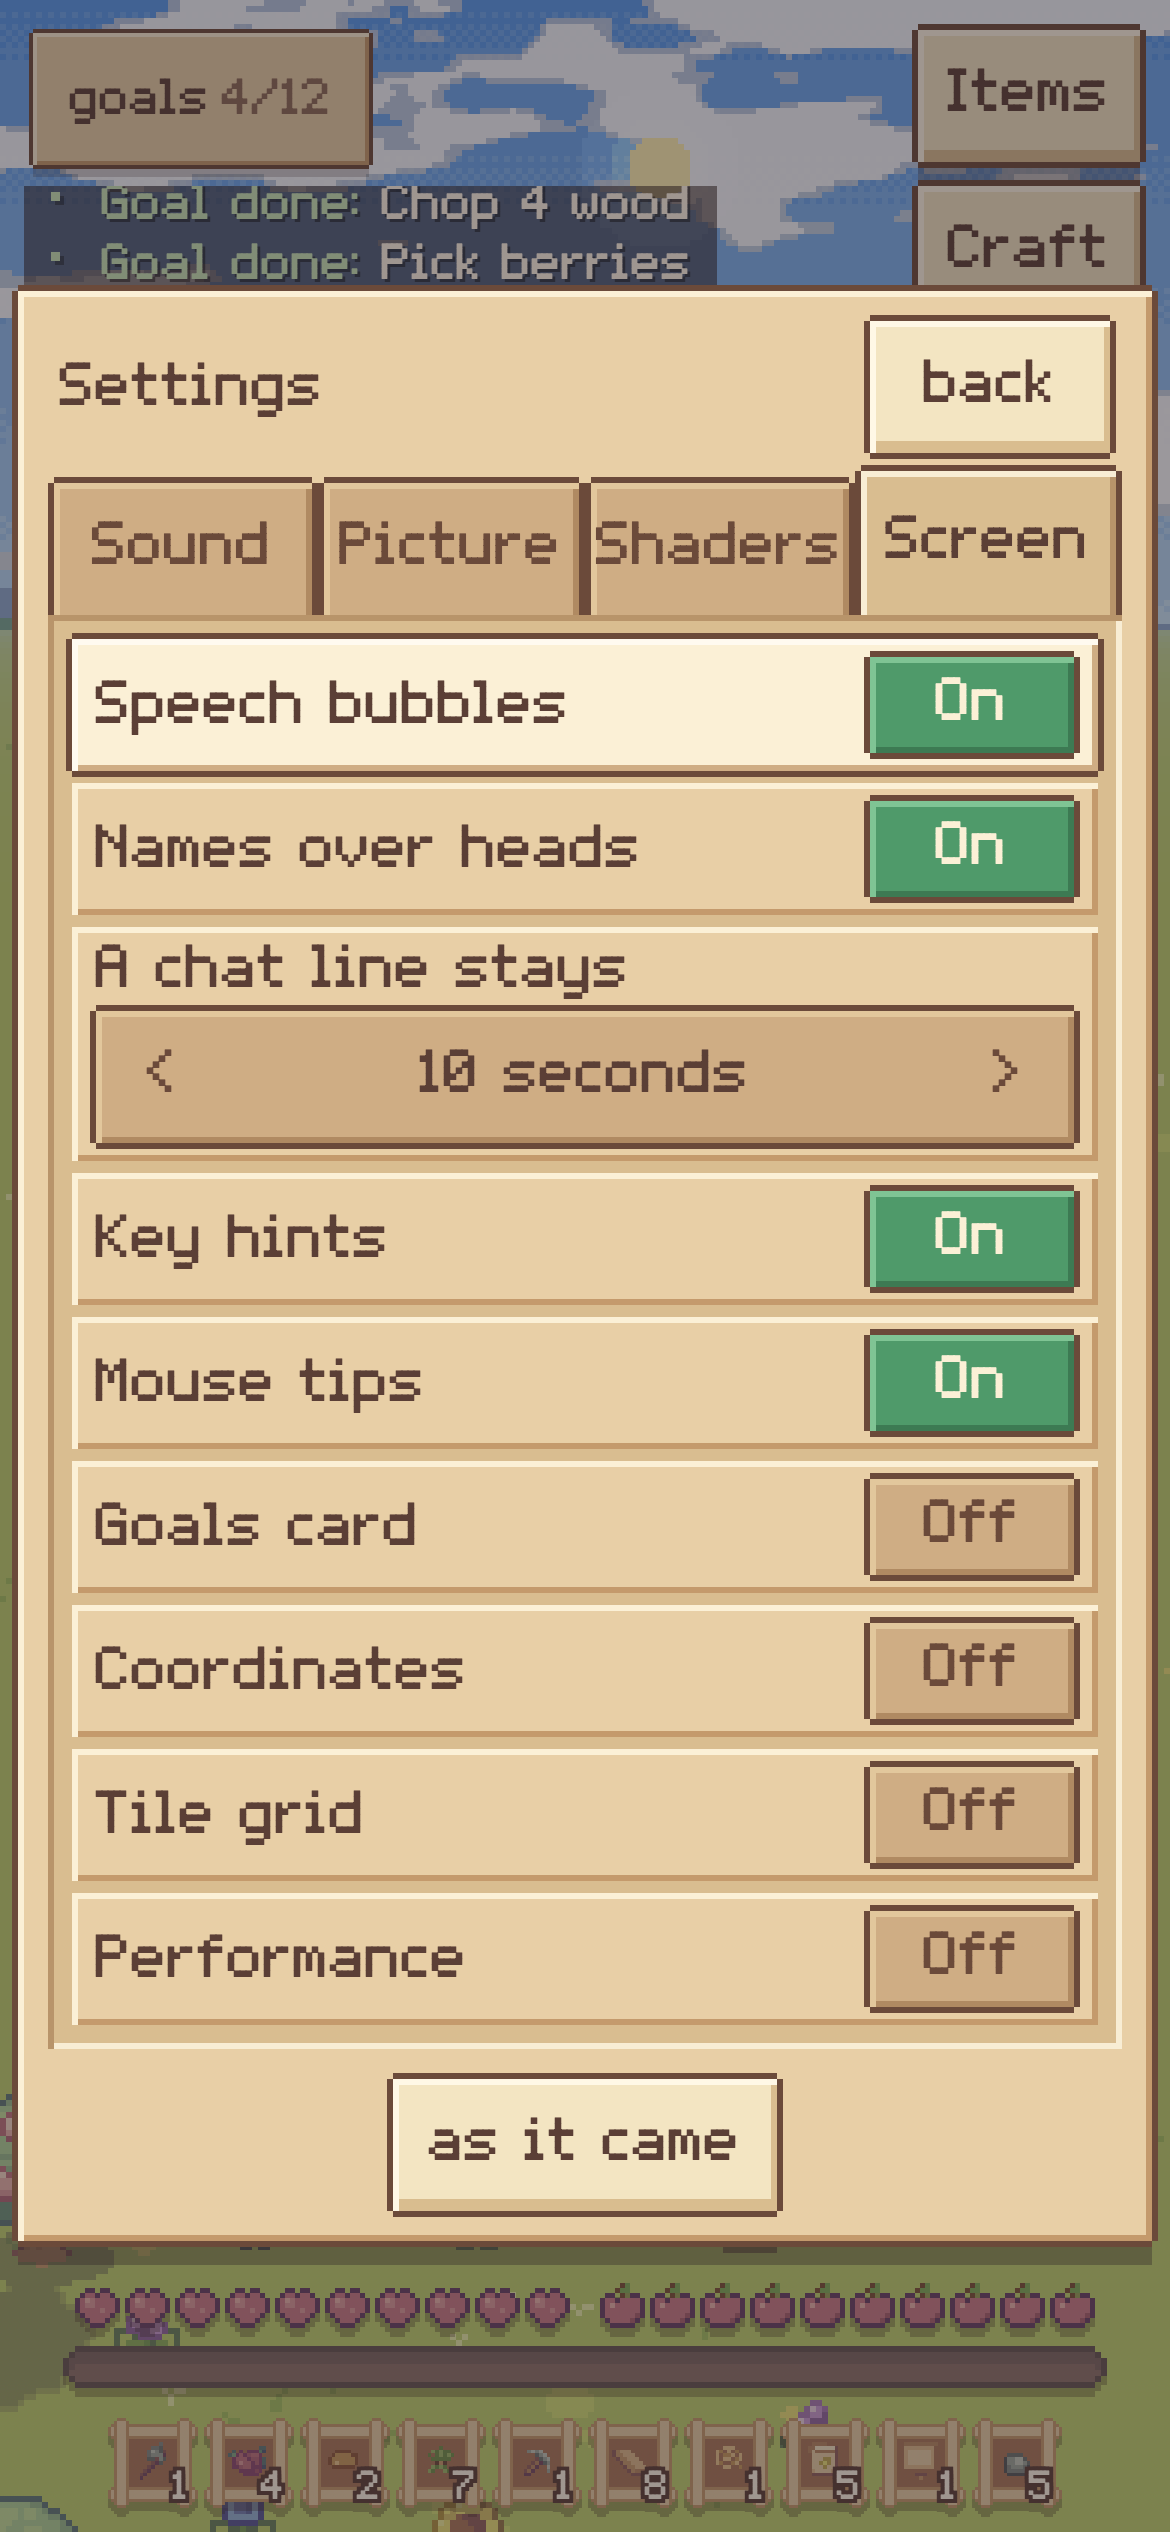 goals 4/12
Items
Goal done: Chop 4 wood
Goal done: Pick berries
Craft
Settings
back
Sound
Picture
Shaders
Screen
Speech bubbles
On
Names over heads
On
A chat line stays
< 10 seconds >
Key hints
On
Mouse tips
On
Goals card
Off
Coordinates
Off
Tile grid
Off
Performance
Off
as it came
1 4 2 7 1 8 1 5 1 5